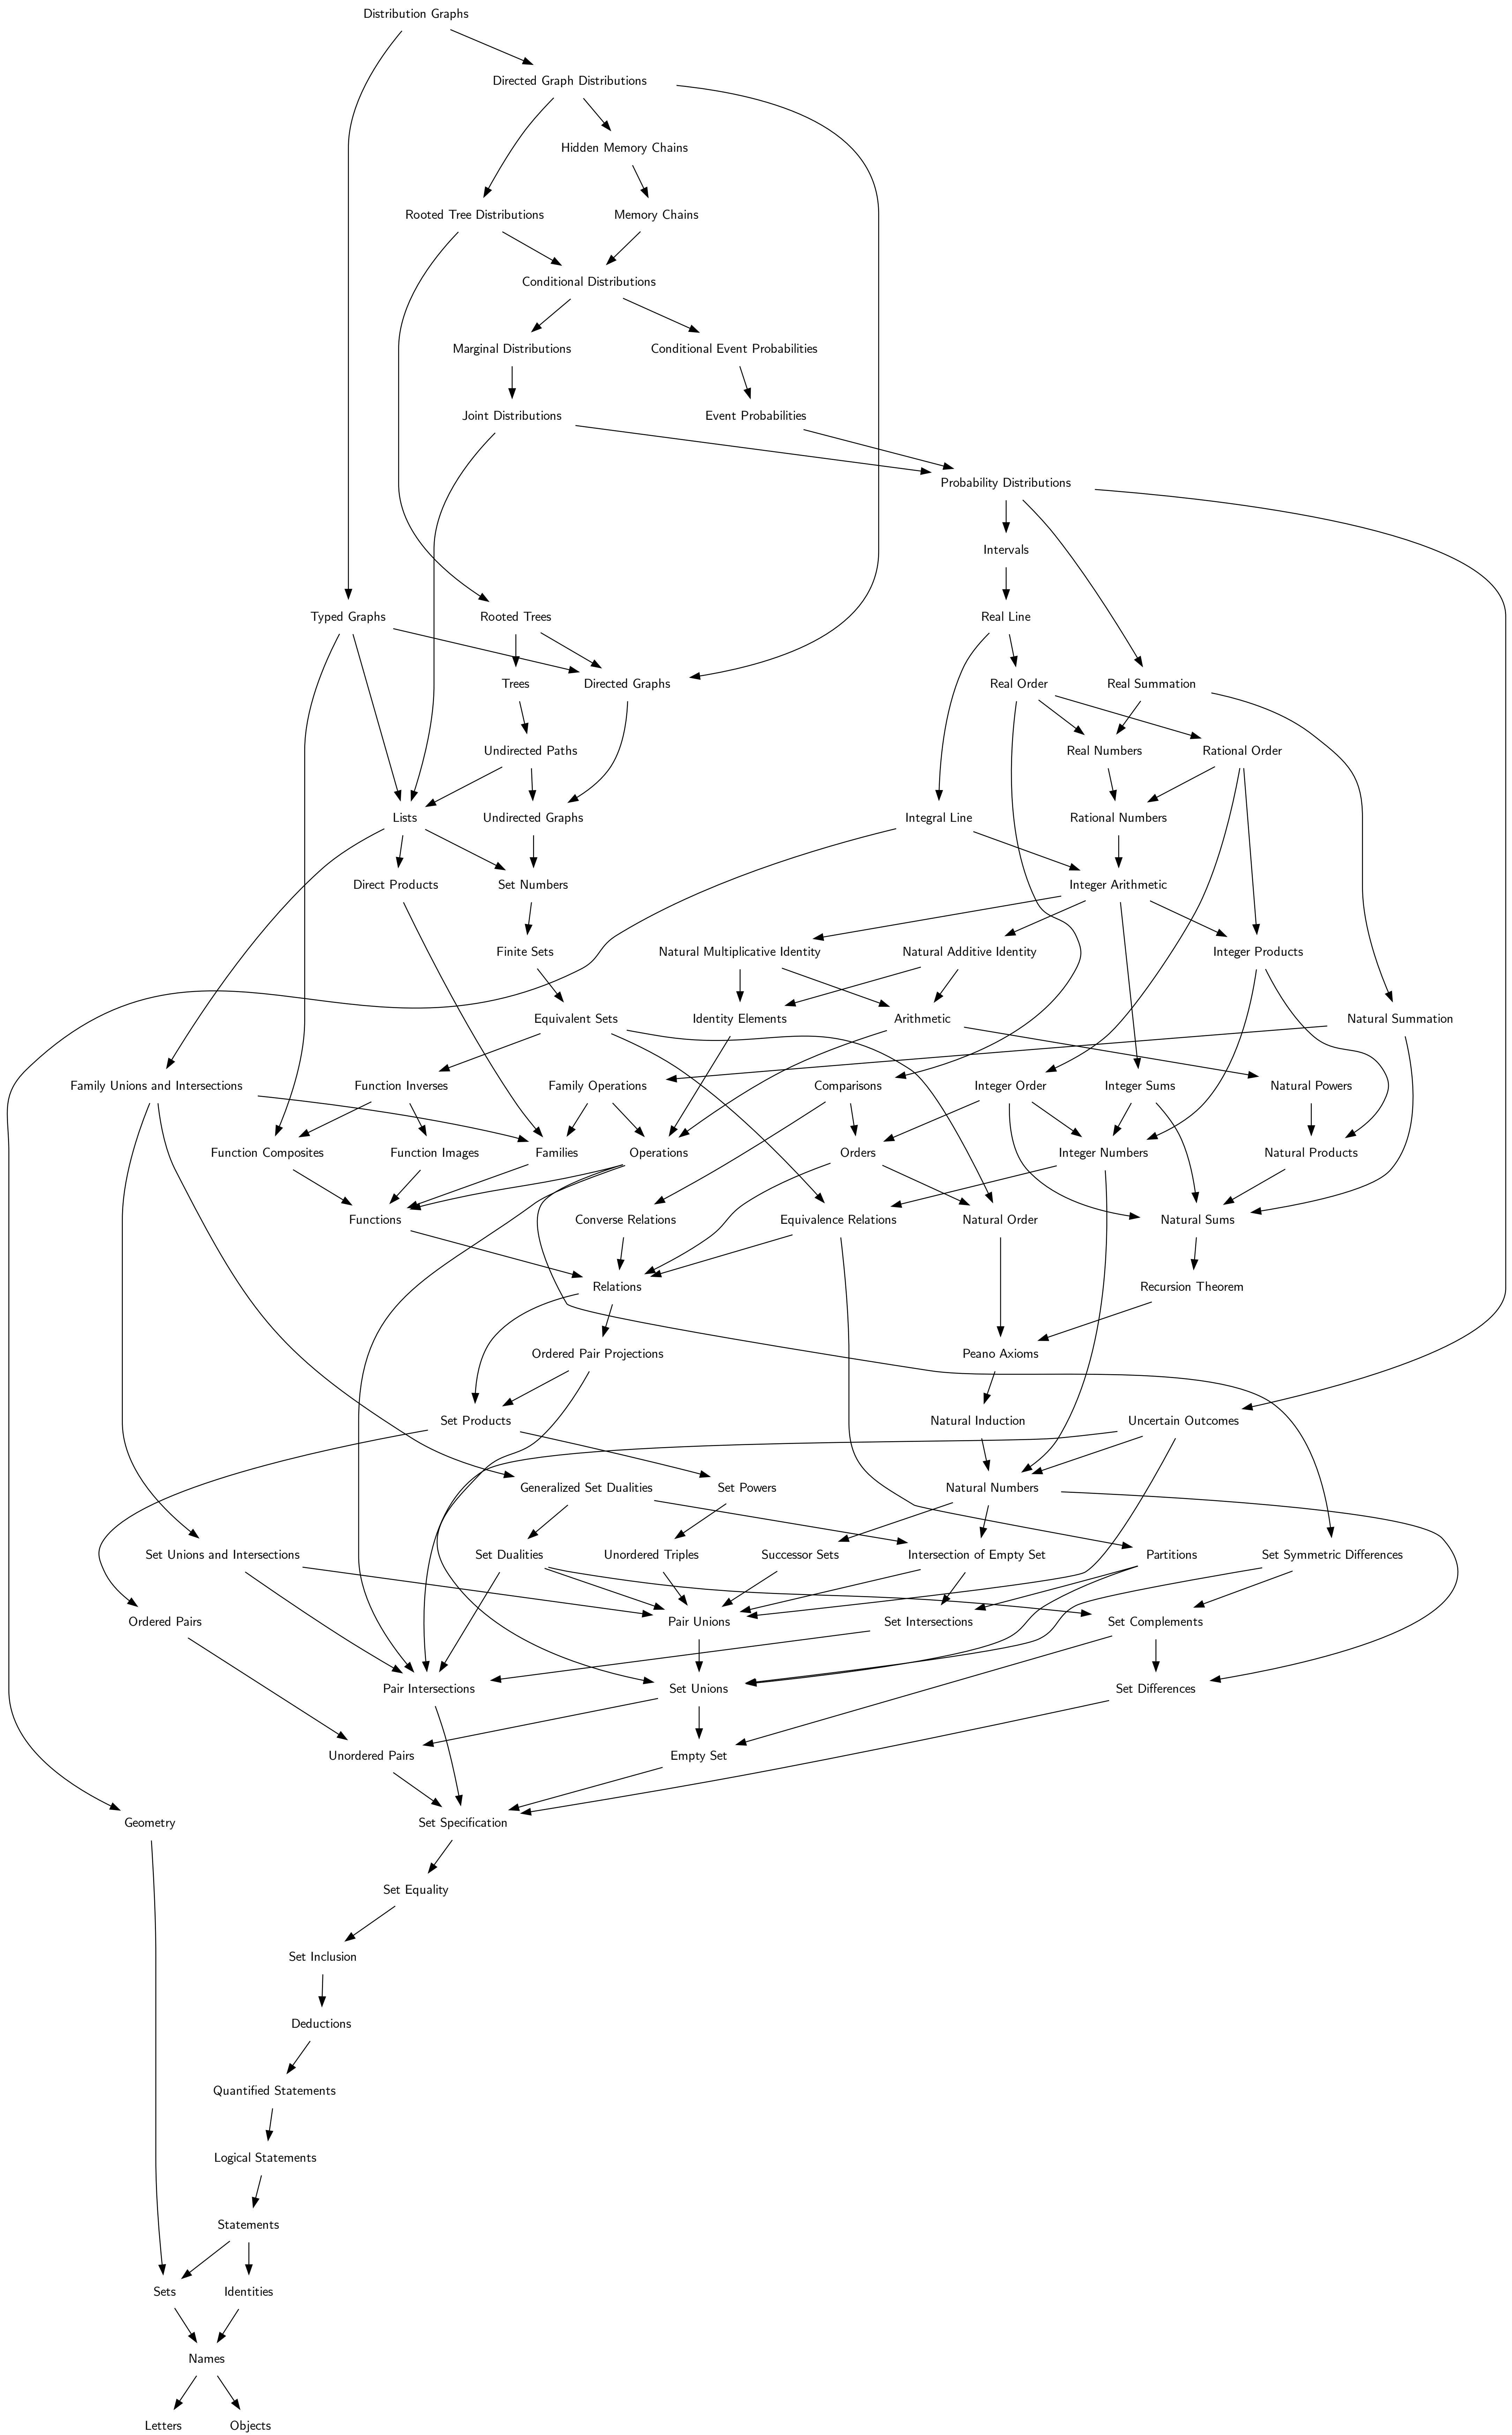 Distribution Graphs
Directed Graph Distributions
Hidden Memory Chains
Rooted Tree Distributions
Memory Chains
Conditional Distributions
Marginal Distributions
Conditional Event Probabilities
Joint Distributions
Event Probabilities
Probability Distributions
Intervals
Typed Graphs
Rooted Trees
Real Line
Trees
Directed Graphs
Real Order
Real Summation
Undirected Paths
Real Numbers
Rational Order
Lists
Undirected Graphs
Integral Line
Rational Numbers
Direct Products
Set Numbers
Integer Arithmetic
Finite Sets
Natural Multiplicative Identity
Natural Additive Identity
Integer Products
Equivalent Sets
Identity Elements
Arithmetic
Natural Summation
Family Unions and Intersections
Function Inverses
Family Operations
Comparisons
Integer Order
Integer Sums
Natural Powers
Function Composites
Function Images
Families
Operations
Orders
Integer Numbers
Natural Products
Functions
Converse Relations
Equivalence Relations
Natural Order
Natural Sums
Relations
Recursion Theorem
Ordered Pair Projections
Peano Axioms
Set Products
Natural Induction
Uncertain Outcomes
Generalized Set Dualities
Set Powers
Natural Numbers
Set Unions and Intersections
Set Dualities
Unordered Triples
Successor Sets
Intersection of Empty Set
Partitions
Set Symmetric Differences
Ordered Pairs
Pair Unions
Set Intersections
Set Complements
Pair Intersections
Set Unions
Set Differences
Unordered Pairs
Empty Set
Geometry
Set Specification
Set Equality
Set Inclusion
Deductions
Quantified Statements
Logical Statements
Statements
Sets
Identities
Names
Letters
Objects